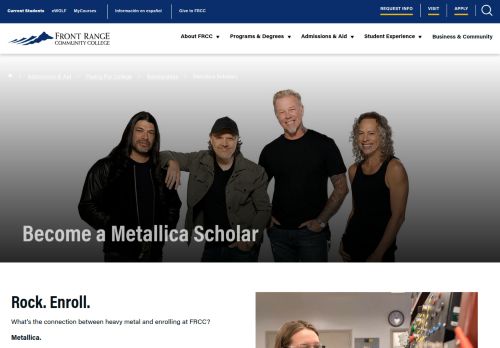 Current Students eWOLF MyCourses Información en español Give to FRCC REQUEST INFO VISIT APPLY
FRONT RANGE
COMMUNITY COLLEGE
About FRCC Programs & Degrees Admissions & Aid Student Experience Business & Community
Admissions & Aid Paying For College Scholarships Metallica Scholars
Become a Metallica Scholar
Rock. Enroll.
What's the connection between heavy metal and enrolling at FRCC?
Metallica.